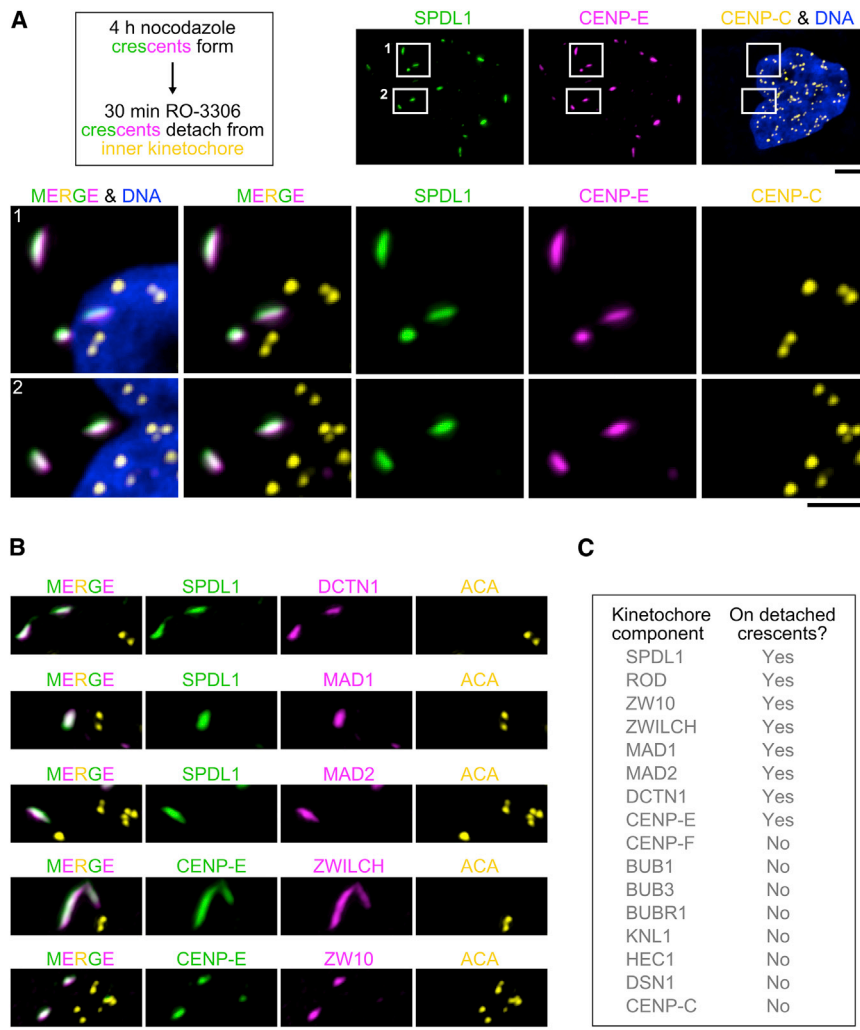 A
4 h nocodazole
crescents form
30 min RO-3306
crescents detach from
inner kinetochore
SPDL1
CENP-E
CENP-C & DNA
1
2
MERGE & DNA
MERGE
SPDL1
CENP-E
CENP-C
1
2
B
MERGE
SPDL1
DCTN1
ACA
MERGE
SPDL1
MAD1
ACA
MERGE
SPDL1
MAD2
ACA
MERGE
CENP-E
ZWILCH
ACA
MERGE
CENP-E
ZW10
ACA
C
Kinetochore On detached
component crescents?
SPDL1 Yes
ROD Yes
ZW10 Yes
ZWILCH Yes
MAD1 Yes
MAD2 Yes
DCTN1 Yes
CENP-E Yes
CENP-F No
BUB1 No
BUB3 No
BUBR1 No
KNL1 No
HEC1 No
DSN1 No
CENP-C No